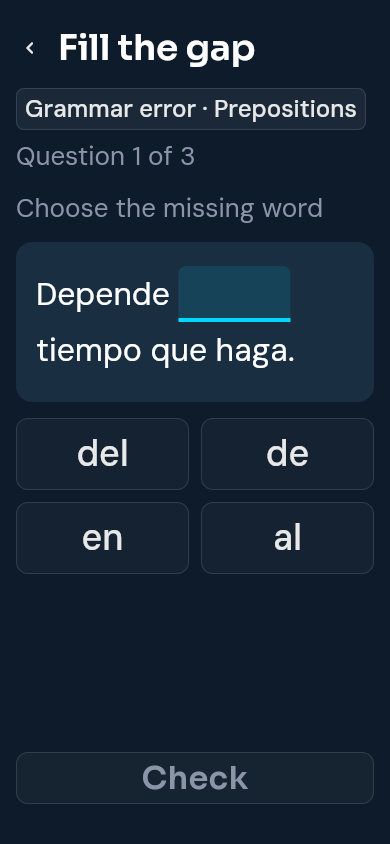 Fill the gap
Grammar error · Prepositions
Question 1 of 3
Choose the missing word
Depende
tiempo que haga.
del
de
en
al
Check